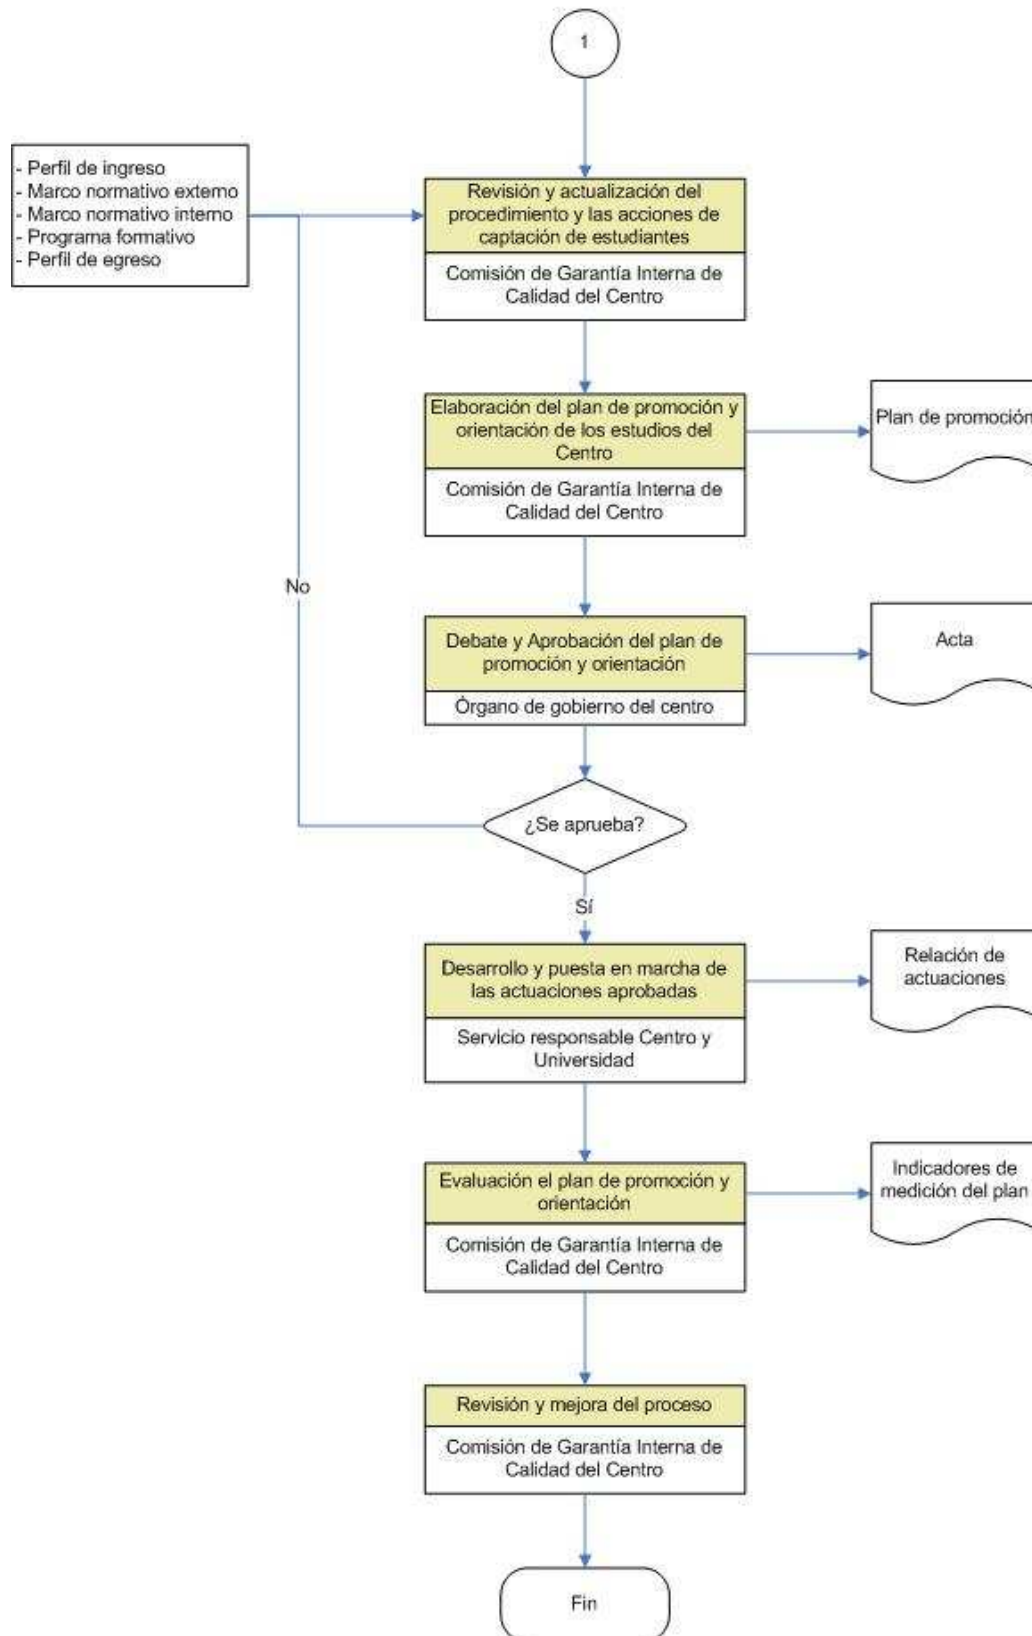 1
- Perfil de ingreso
- Marco normativo externo
- Marco normativo interno
- Programa formativo
- Perfil de egreso
Revisión y actualización del
procedimiento y las acciones de
captación de estudiantes
Comisión de Garantía Interna de
Calidad del Centro
Elaboración del plan de promoción y
orientación de los estudios del
Centro
Comisión de Garantía Interna de
Calidad del Centro
Plan de promoción
No
Debate y Aprobación del plan de
promoción y orientación
Órgano de gobierno del centro
Acta
¿Se aprueba?
Sí
Desarrollo y puesta en marcha de
las actuaciones aprobadas
Servicio responsable Centro y
Universidad
Relación de
actuaciones
Evaluación el plan de promoción y
orientación
Comisión de Garantía Interna de
Calidad del Centro
Indicadores de
medición del plan
Revisión y mejora del proceso
Comisión de Garantía Interna de
Calidad del Centro
Fin